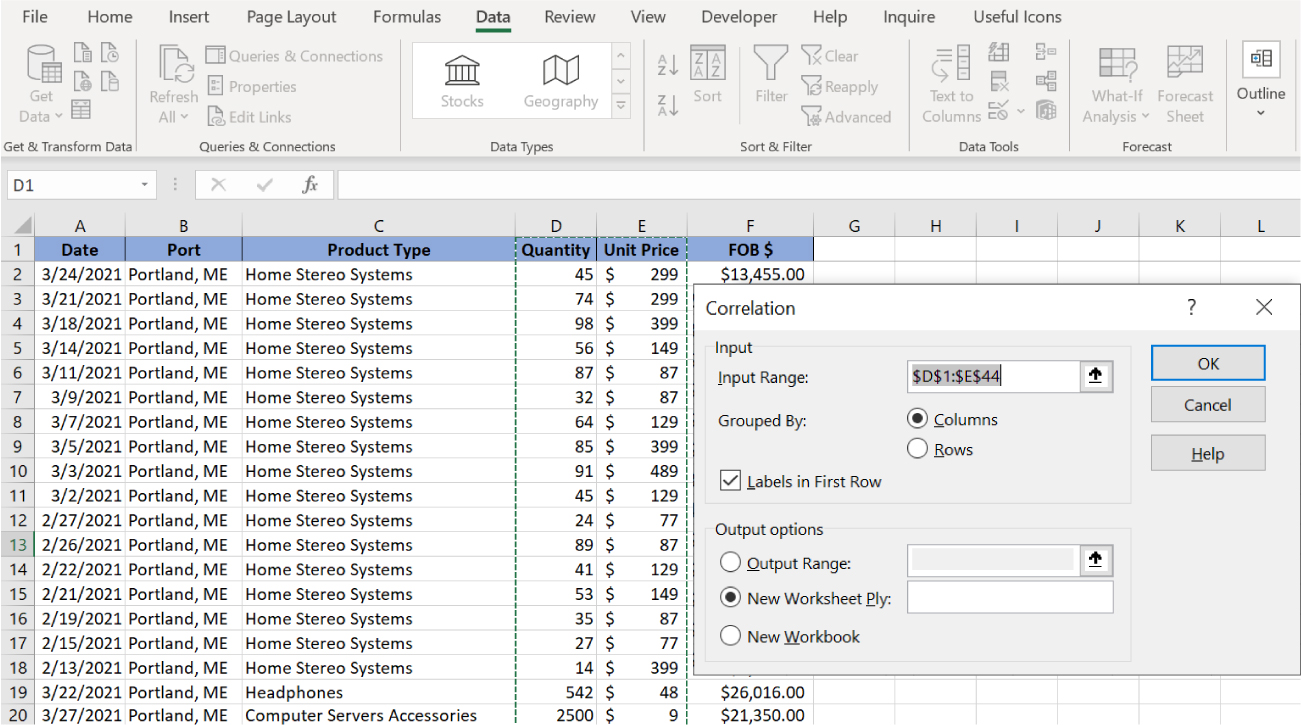 File Home Insert Page Layout Formulas Data Review View Developer Help Inquire Useful Icons
Get Data
Refresh All
Queries & Connections
Properties
Edit Links
Stocks
Geography
A Z
Z A
Z A A Z
Sort
Filter
Clear
Reapply
Advanced
Text to Columns
What-If Analysis
Forecast Sheet
Outline
Get & Transform Data Queries & Connections Data Types Sort & Filter Data Tools Forecast
D1 fx
A B C D E F G H I J K L
1 Date Port Product Type Quantity Unit Price FOB $
2 3/24/2021 Portland, ME Home Stereo Systems 45 $ 299 $13,455.00
3 3/21/2021 Portland, ME Home Stereo Systems 74 $ 299
4 3/18/2021 Portland, ME Home Stereo Systems 98 $ 399
5 3/14/2021 Portland, ME Home Stereo Systems 56 $ 149
6 3/11/2021 Portland, ME Home Stereo Systems 87 $ 87
7 3/9/2021 Portland, ME Home Stereo Systems 32 $ 87
8 3/7/2021 Portland, ME Home Stereo Systems 64 $ 129
9 3/5/2021 Portland, ME Home Stereo Systems 85 $ 399
10 3/3/2021 Portland, ME Home Stereo Systems 91 $ 489
11 3/2/2021 Portland, ME Home Stereo Systems 45 $ 129
12 2/27/2021 Portland, ME Home Stereo Systems 24 $ 77
13 2/26/2021 Portland, ME Home Stereo Systems 89 $ 87
14 2/22/2021 Portland, ME Home Stereo Systems 41 $ 129
15 2/21/2021 Portland, ME Home Stereo Systems 53 $ 149
16 2/19/2021 Portland, ME Home Stereo Systems 35 $ 87
17 2/15/2021 Portland, ME Home Stereo Systems 27 $ 77
18 2/13/2021 Portland, ME Home Stereo Systems 14 $ 399
19 3/22/2021 Portland, ME Headphones 542 $ 48 $26,016.00
20 3/27/2021 Portland, ME Computer Servers Accessories 2500 $ 9 $21,350.00
Correlation ?
Input
Input Range: $D$1:$E$44
Grouped By: Columns
Rows
Labels in First Row
Output options
Output Range:
New Worksheet Ply:
New Workbook
OK
Cancel
Help